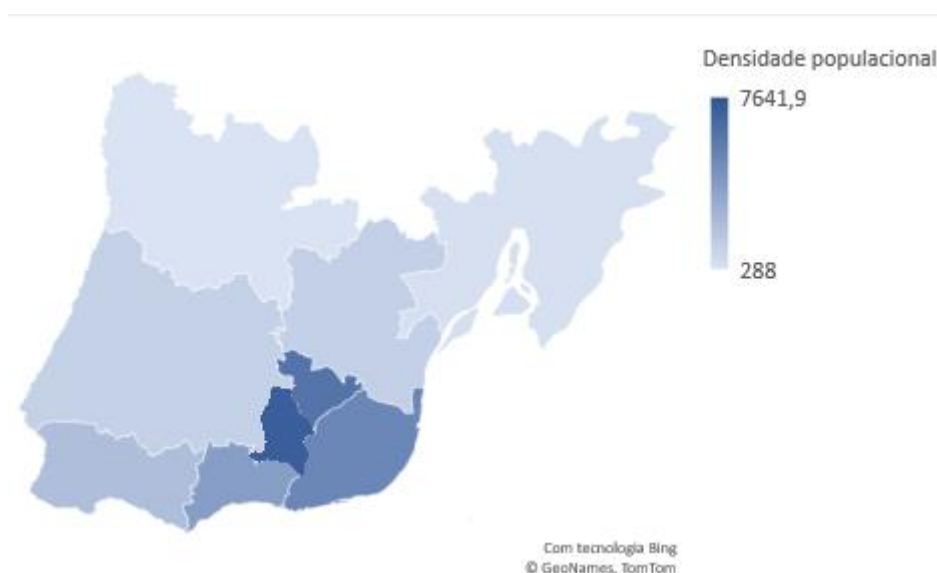 Densidade populacional
7641,9
288
Com tecnologia Bing
© GeoNames, TomTom